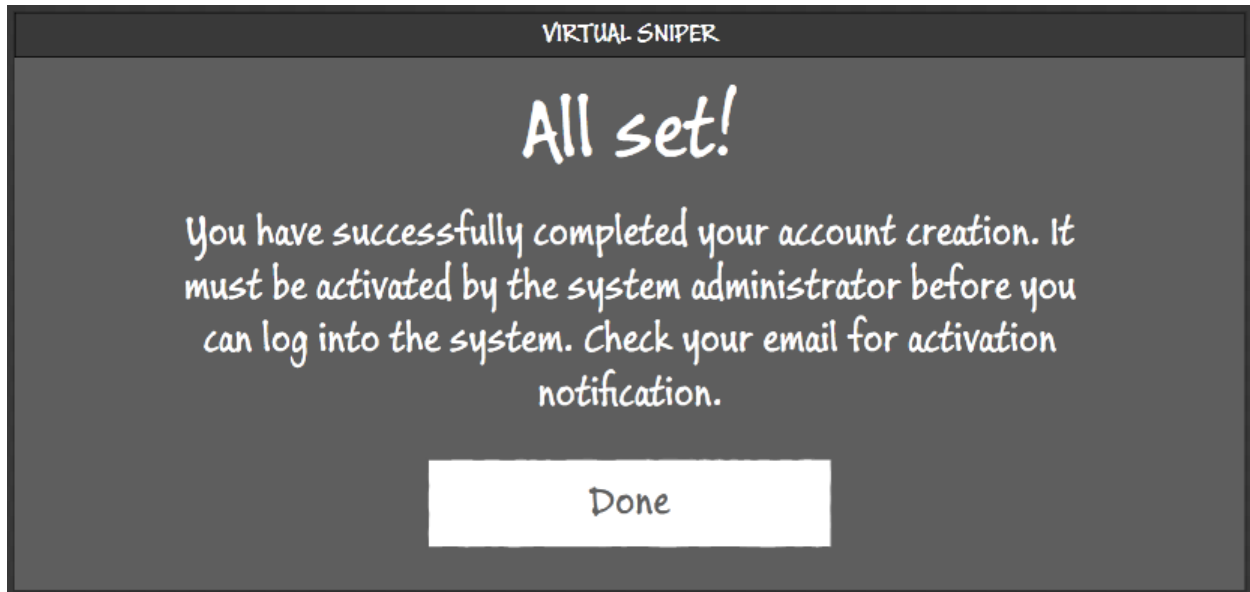 VIRTUAL SNIPER
All set!
You have successfully completed your account creation. It
must be activated by the system administrator before you
can log into the system. Check your email for activation
notification.
Done